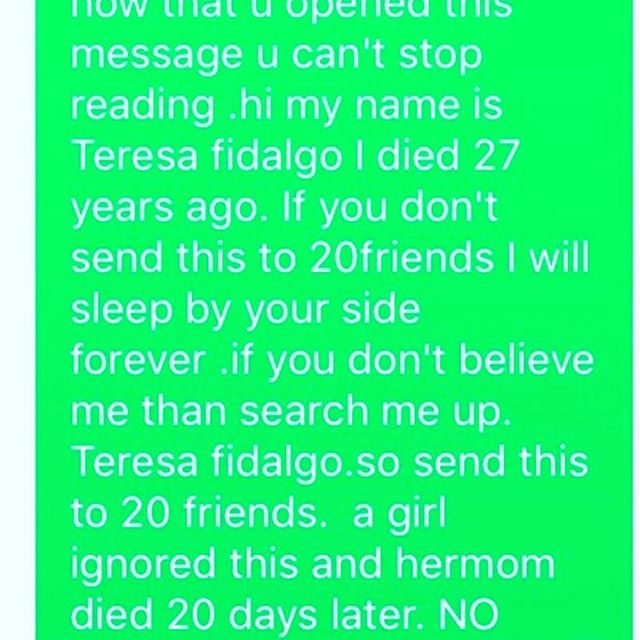 now that u opened this
message u can't stop
reading .hi my name is
Teresa fidalgo I died 27
years ago. If you don't
send this to 20friends I will
sleep by your side
forever .if you don't believe
me than search me up.
Teresa fidalgo.so send this
to 20 friends.  a girl
ignored this and hermom
died 20 days later. NO